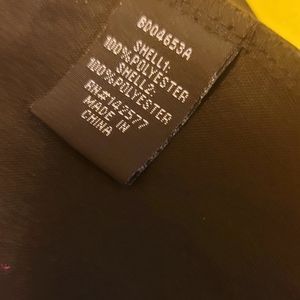 6004653A
SHELL1:
100%POLYESTER
SHELL2:
100%POLYESTER
RN#142577
MADE IN
CHINA